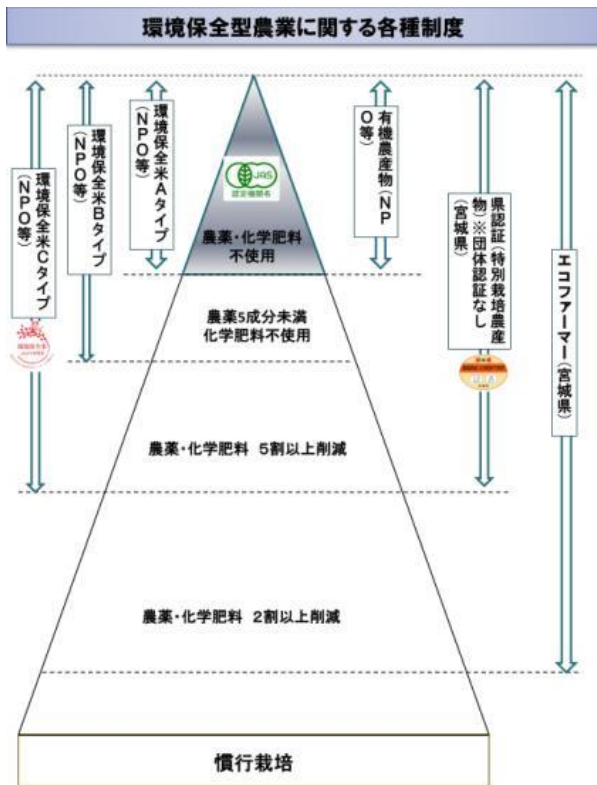 環境保全型農業に関する各種制度
環境保全米Cタイプ
(NPO等)
環境保全米Bタイプ
(NPO等)
環境保全米Aタイプ
(NPO等)
JAS
認定機関名
農薬・化学肥料
不使用
有機農産物(NP
O等)
県認証(特別栽培農産
物)※団体認証なし
(宮城県)
エコファーマー(宮城県)
農薬5成分未満
化学肥料不使用
農薬・化学肥料 5割以上削減
農薬・化学肥料 2割以上削減
慣行栽培